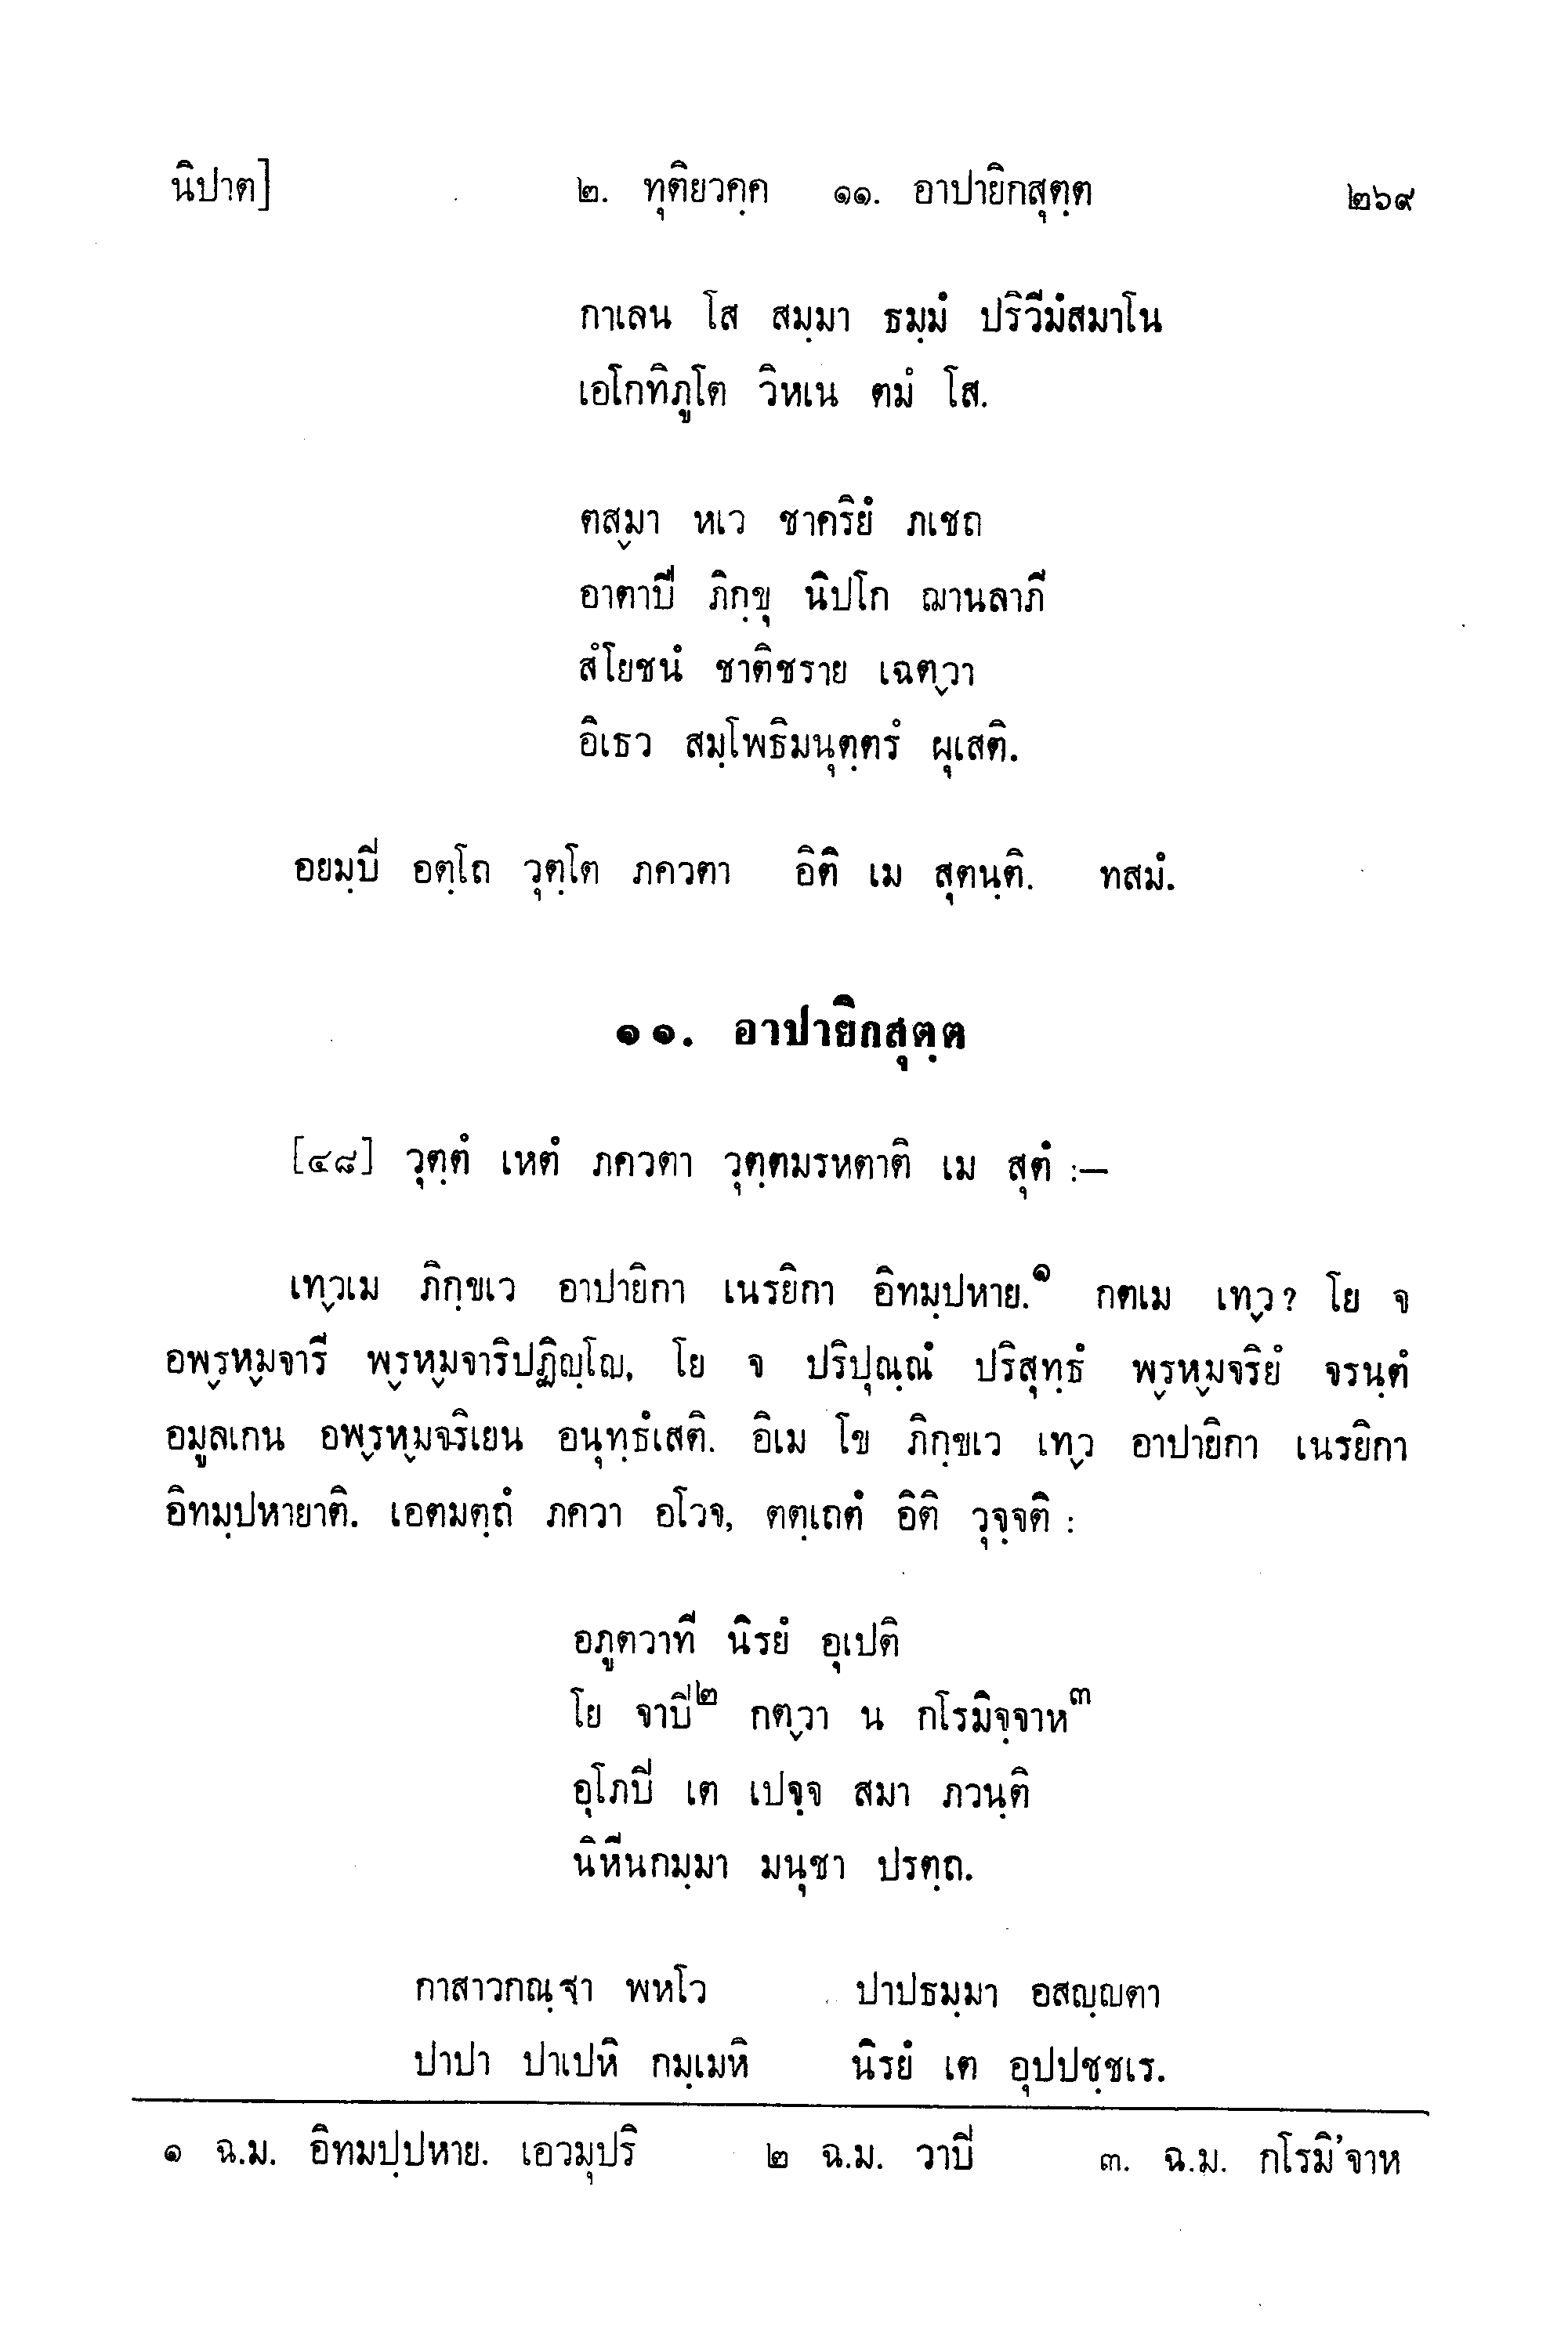 นิปาต] ๒. ทุติยวคฺค ๑๑. อาปายิกสุตฺต ๒๖๙
กาเลน โส สมฺมา ธมฺมํ ปริวีมํสมาโน
เอโกทิภูโต วิหเน ตมํ โส.
ตสฺมา หเว ชาคริยํ ภเชถ
อาตาปี ภิกฺขุ นิปโก ฌานลาภี
สํโยชนํ ชาติชราย เฉตฺวา
อิเธว สมฺโพธิมนุตฺตรํ ผุเสติ.
อยมฺปิ อตฺโถ วุตฺโต ภควตา อิติ เม สุตนฺติ. ทสมํ.
๑๑. อาปายิกสุตฺต
[๔๘] วุตฺตํ เหตํ ภควตา วุตฺตมรหตาติ เม สุตํ :—
เทฺวเม ภิกฺขเว อาปายิกา เนรยิกา อิทมฺปหาย.๑ กตเม เทฺว? โย จ
อพฺรหฺมจารี พฺรหฺมจาริปฏิญฺโญ, โย จ ปริปุณฺณํ ปริสุทฺธํ พฺรหฺมจริยํ จรนฺตํ
อมูลเกน อพฺรหฺมจริเยน อนุทฺธํเสติ. อิเม โข ภิกฺขเว เทฺว อาปายิกา เนรยิกา
อิทมฺปหายาติ. เอตมตฺถํ ภควา อโวจ, ตตฺเถตํ อิติ วุจฺจติ :
อภูตวาที นิรยํ อุเปติ
โย จาปิ๒ กตฺวา น กโรมิจฺจาห๓
อุโภปิ เต เปจฺจ สมา ภวนฺติ
นิหีนกมฺมา มนุชา ปรตฺถ.
กาสาวกณฺฐา พหโว ปาปธมฺมา อสญฺญตา
ปาปา ปาเปหิ กมฺเมหิ นิรยํ เต อุปปชฺชเร.
๑ ฉ.ม. อิทมปฺปหาย. เอวมุปริ ๒ ฉ.ม. วาปิ ๓. ฉ.ม. กโรมิ’จาห